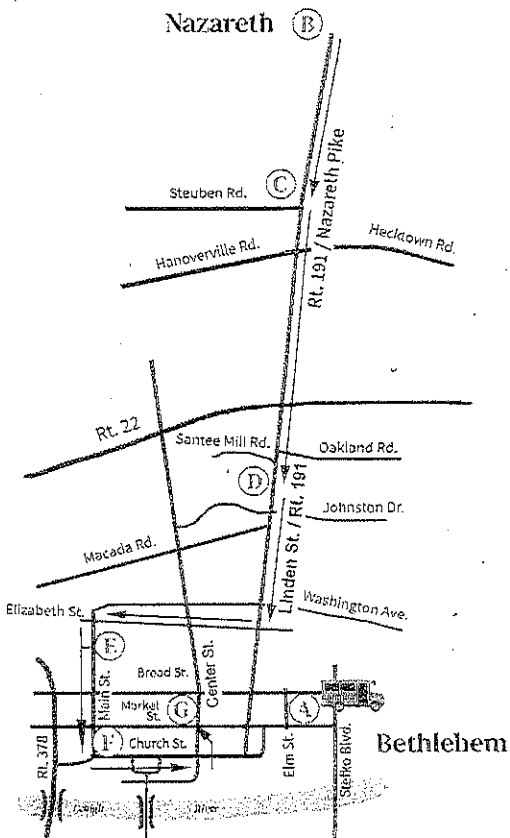 Nazareth B
C
Steuben Rd.
Hanoverville Rd.
Hecktown Rd.
Rt. 191 / Nazareth Pike
Rt. 22
Santee Mill Rd.
Oakland Rd.
D
Johnston Dr.
Linden St. / Rt. 191
Macada Rd.
Washington Ave.
Elizabeth St.
E
Main St.
Broad St.
Center St.
Market St.
G
A
F
Church St.
Elm St.
Stefko Blvd.
Bethlehem
Rt. 378
Lehigh River